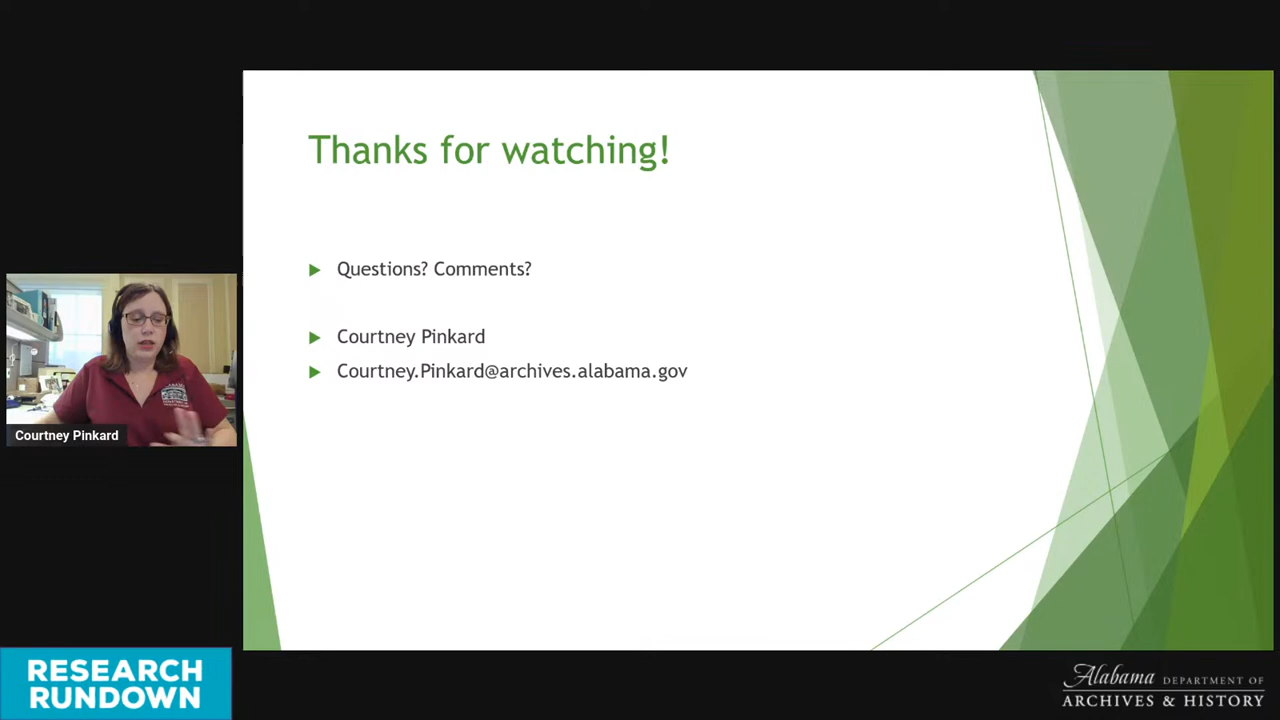 Thanks for watching!
Questions? Comments?
Courtney Pinkard
Courtney.Pinkard@archives.alabama.gov
Courtney Pinkard
RESEARCH
RUNDOWN
Alabama DEPARTMENT OF
ARCHIVES & HISTORY